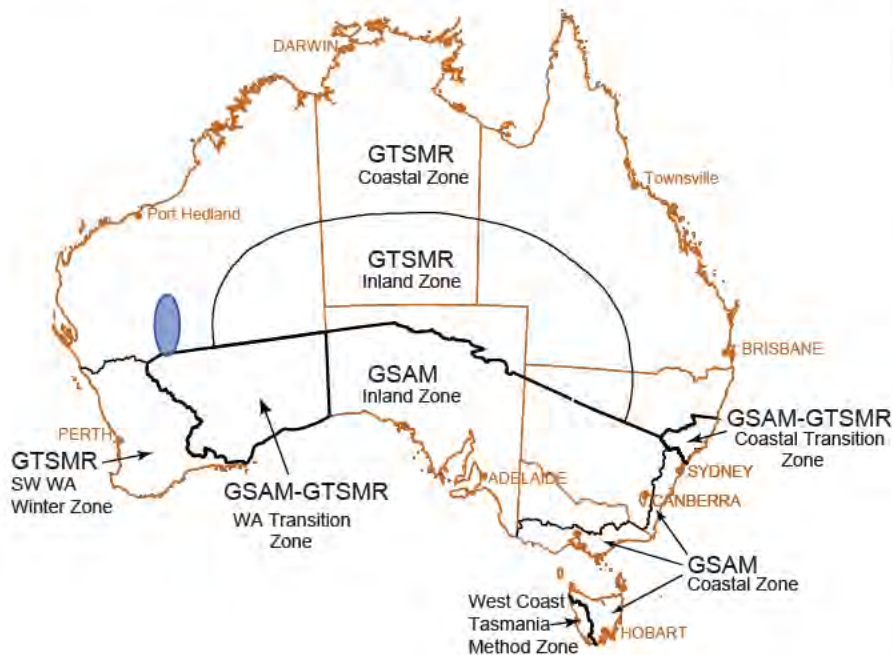 DARWIN
GTSMR
Coastal Zone
Townsville
Port Hedland
GTSMR
Inland Zone
BRISBANE
GSAM
Inland Zone
GSAM-GTSMR
Coastal Transition
Zone
PERTH
GTSMR
SW WA
Winter Zone
SYDNEY
ADELAIDE
GSAM-GTSMR
WA Transition
Zone
CANBERRA
GSAM
Coastal Zone
West Coast
Tasmania
Method Zone
HOBART